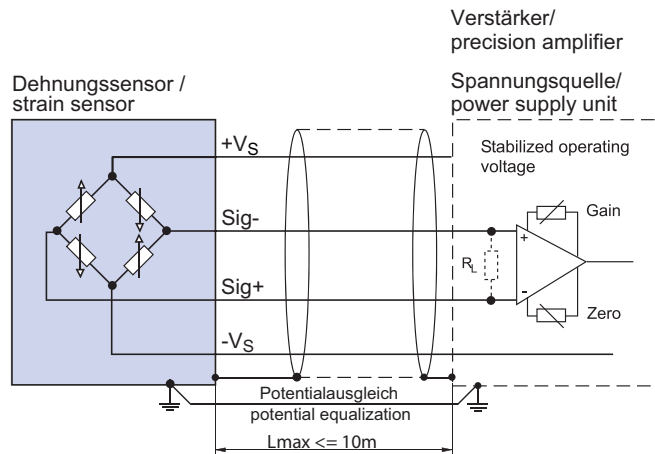 Verstärker/
precision amplifier
Dehnungssensor /
strain sensor
Spannungsquelle/
power supply unit
+VS
Stabilized operating
voltage
Sig-
Gain
+
RL
Sig+
-
Zero
-VS
Potentialausgleich
potential equalization
Lmax <= 10m